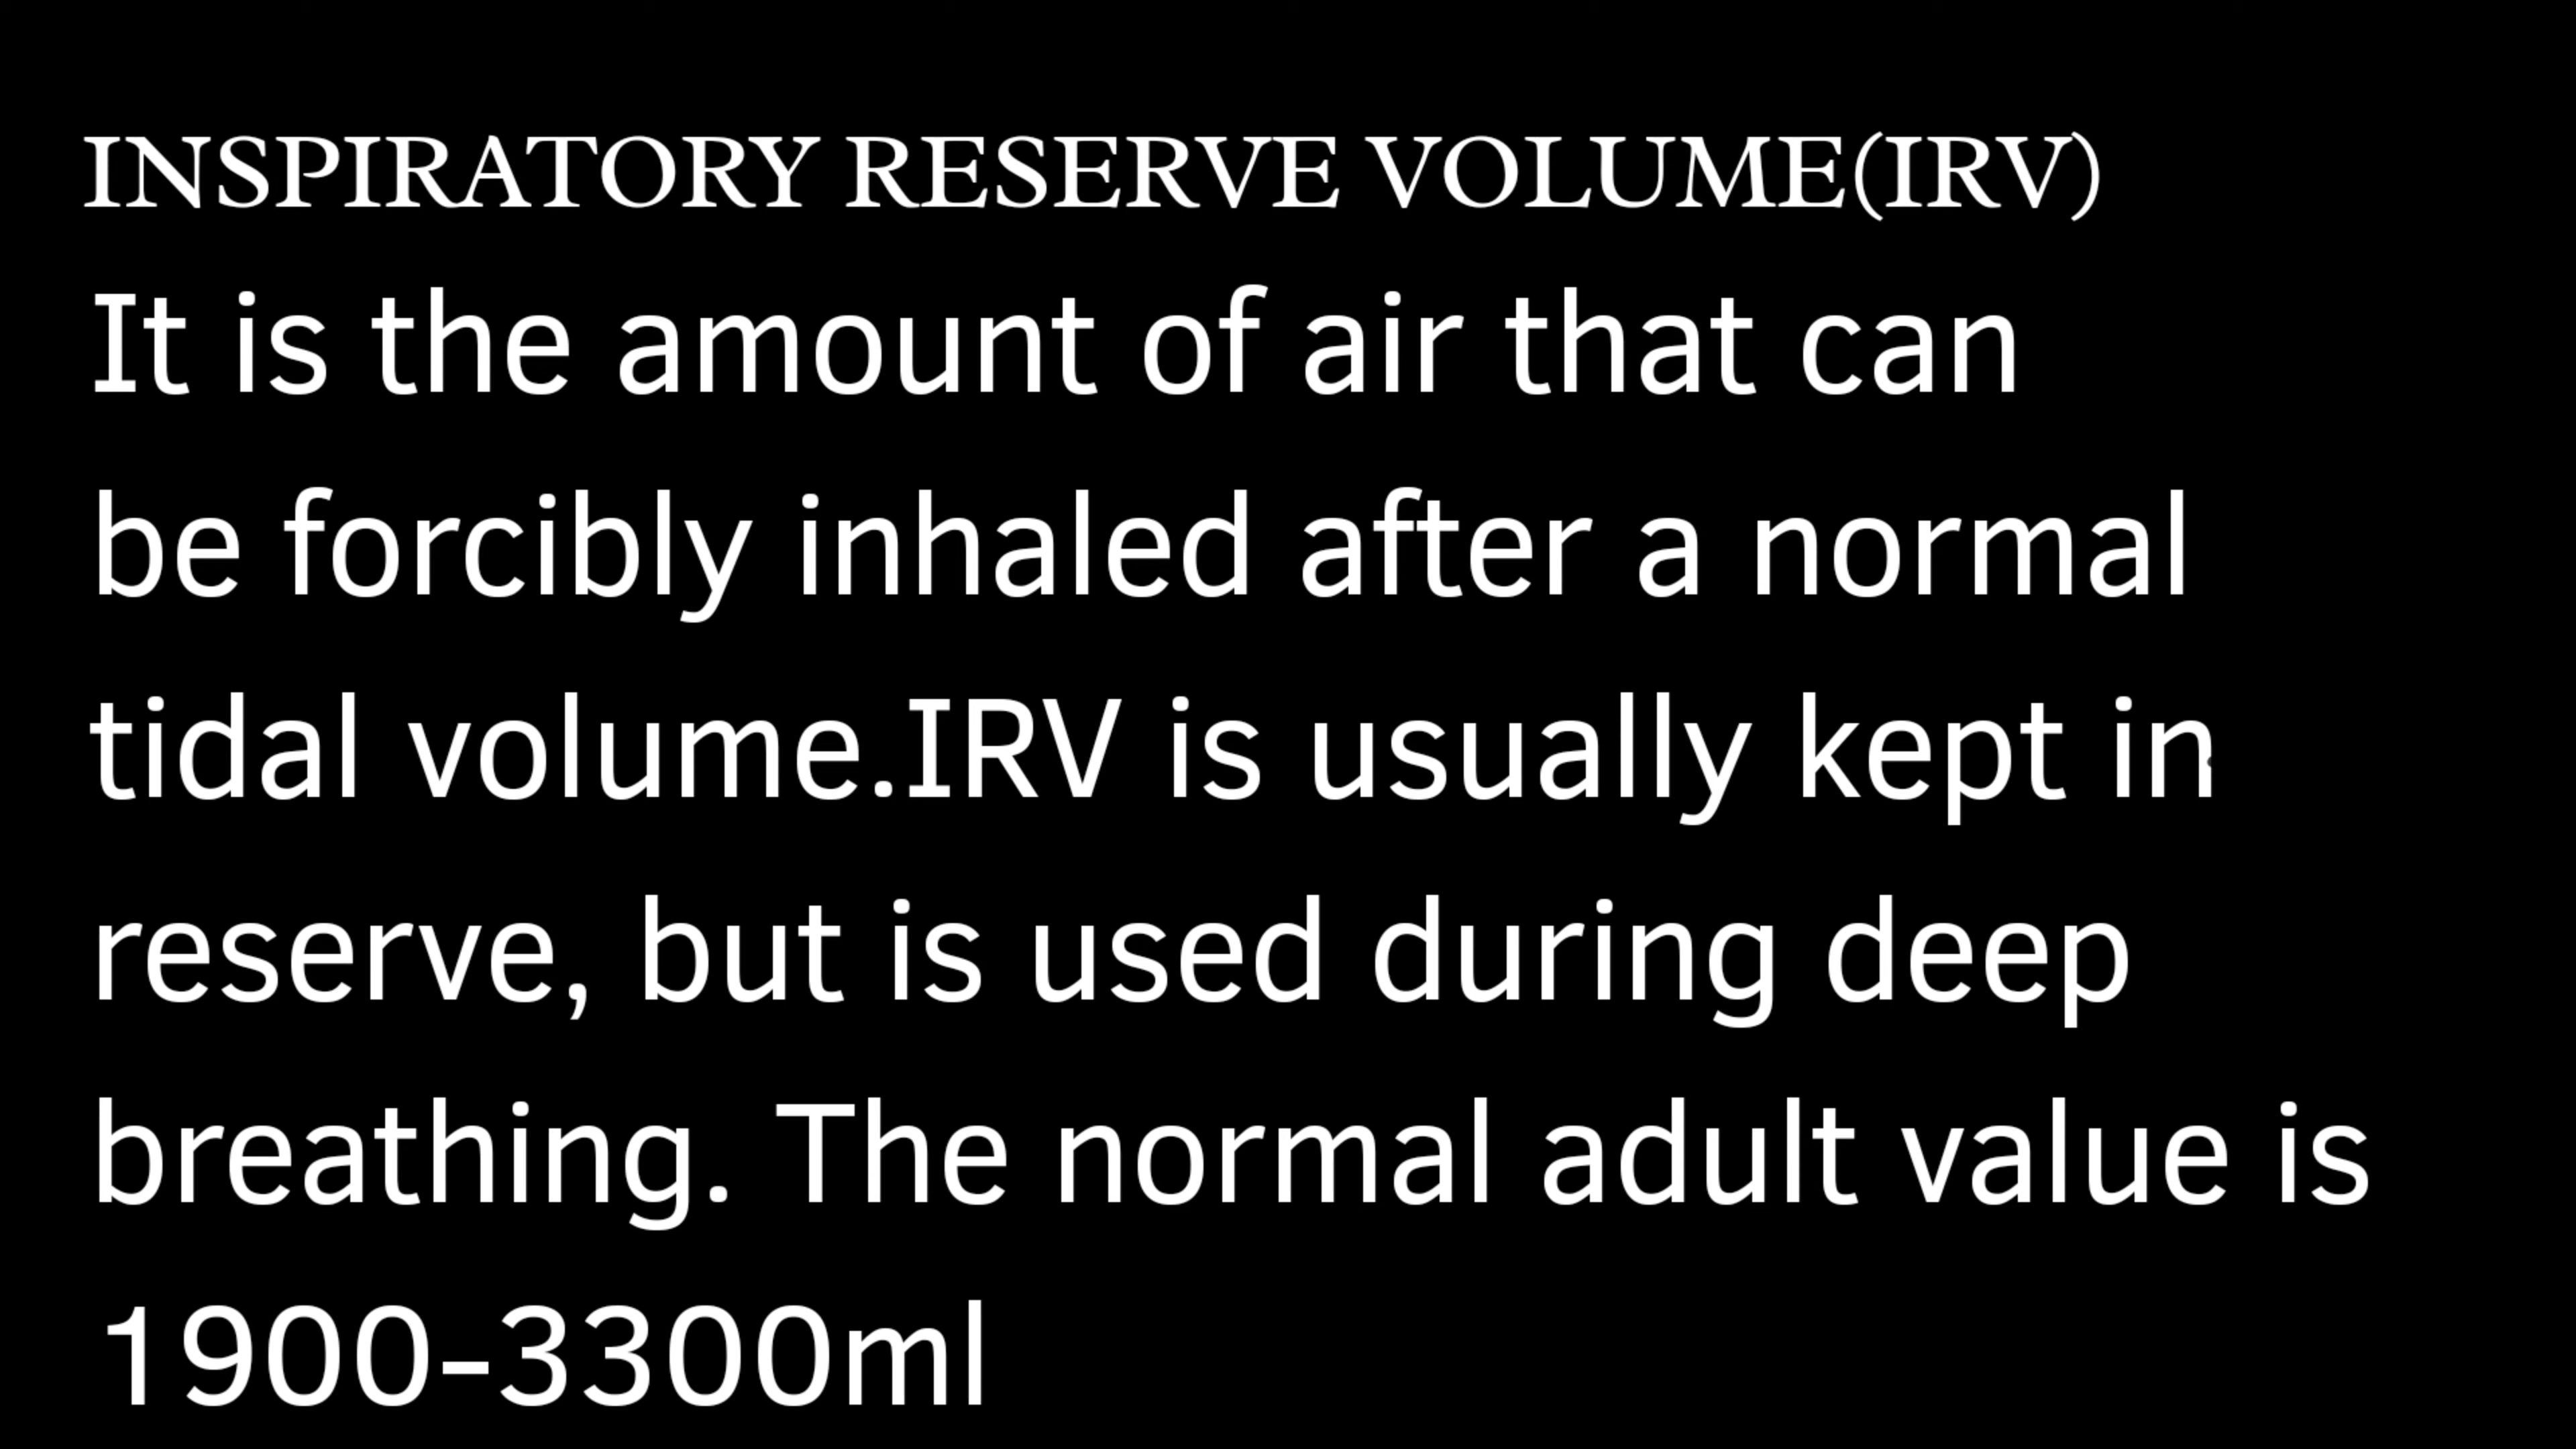 INSPIRATORY RESERVE VOLUME(IRV)
It is the amount of air that can
be forcibly inhaled after a normal
tidal volume.IRV is usually kept in
reserve, but is used during deep
breathing. The normal adult value is
1900-3300ml